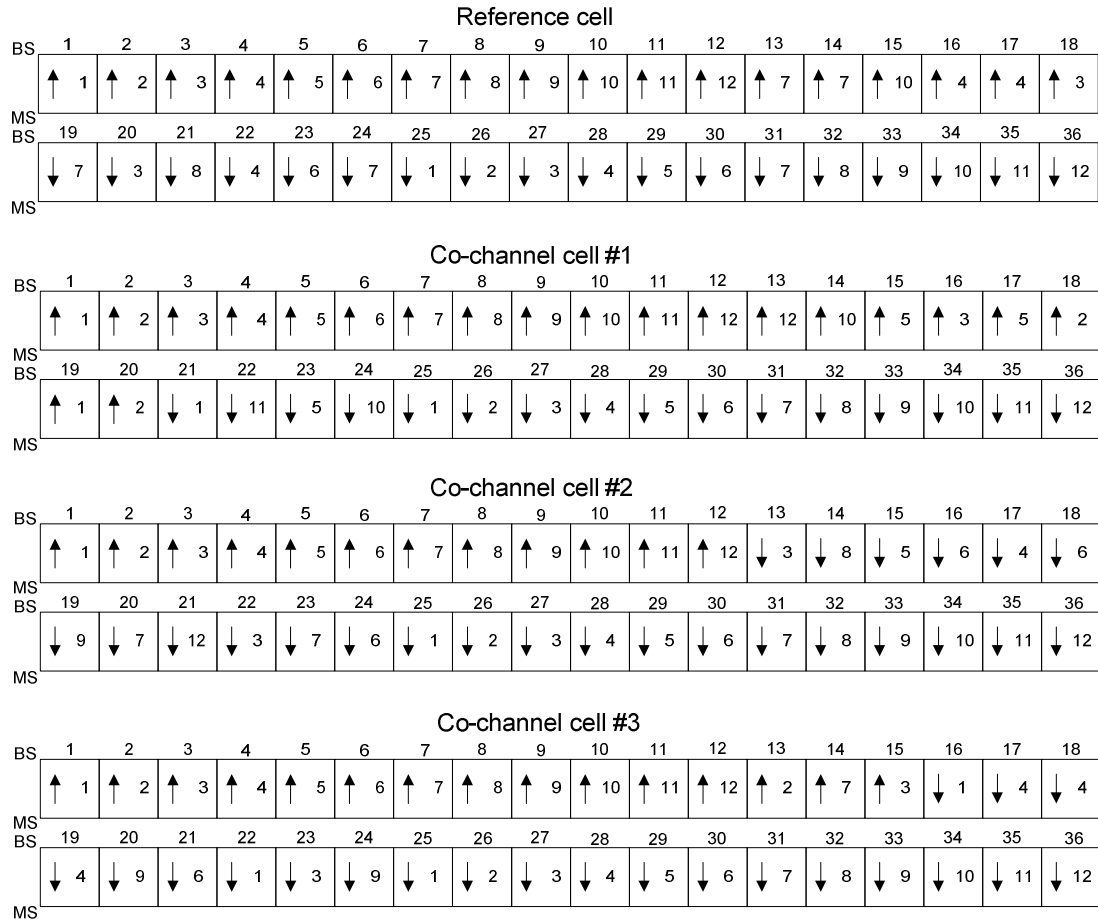 Reference cell
BS 1 2 3 4 5 6 7 8 9 10 11 12 13 14 15 16 17 18
1 2 3 4 5 6 7 8 9 10 11 12 7 7 10 4 4 3
MS
BS 19 20 21 22 23 24 25 26 27 28 29 30 31 32 33 34 35 36
7 3 8 4 6 7 1 2 3 4 5 6 7 8 9 10 11 12
MS
Co-channel cell #1
BS 1 2 3 4 5 6 7 8 9 10 11 12 13 14 15 16 17 18
1 2 3 4 5 6 7 8 9 10 11 12 12 10 5 3 5 2
MS
BS 19 20 21 22 23 24 25 26 27 28 29 30 31 32 33 34 35 36
1 2 1 11 5 10 1 2 3 4 5 6 7 8 9 10 11 12
MS
Co-channel cell #2
BS 1 2 3 4 5 6 7 8 9 10 11 12 13 14 15 16 17 18
1 2 3 4 5 6 7 8 9 10 11 12 3 8 5 6 4 6
MS
BS 19 20 21 22 23 24 25 26 27 28 29 30 31 32 33 34 35 36
9 7 12 3 7 6 1 2 3 4 5 6 7 8 9 10 11 12
MS
Co-channel cell #3
BS 1 2 3 4 5 6 7 8 9 10 11 12 13 14 15 16 17 18
1 2 3 4 5 6 7 8 9 10 11 12 2 7 3 1 4 4
MS
BS 19 20 21 22 23 24 25 26 27 28 29 30 31 32 33 34 35 36
4 9 6 1 3 9 1 2 3 4 5 6 7 8 9 10 11 12
MS